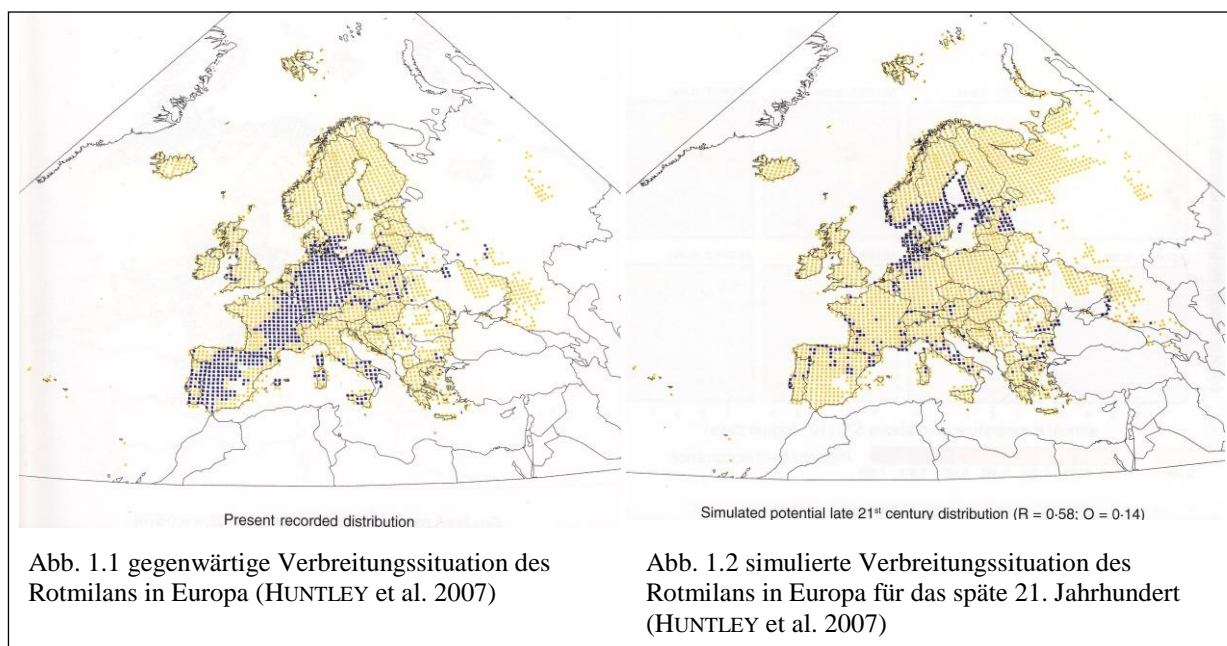 Present recorded distribution
Simulated potential late 21st century distribution (R = 0·58; O = 0·14)
Abb. 1.1 gegenwärtige Verbreitungssituation des
Rotmilans in Europa (HUNTLEY et al. 2007)
Abb. 1.2 simulierte Verbreitungssituation des
Rotmilans in Europa für das späte 21. Jahrhundert
(HUNTLEY et al. 2007)